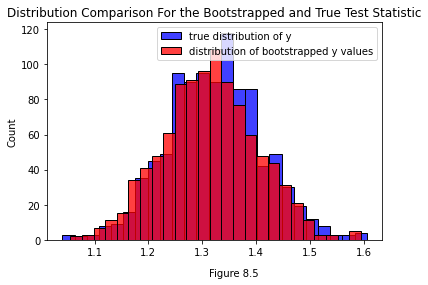 Distribution Comparison For the Bootstrapped and True Test Statistic
true distribution of y
distribution of bootstrapped y values
Count
120
100
80
60
40
20
0
1.1 1.2 1.3 1.4 1.5 1.6
Figure 8.5